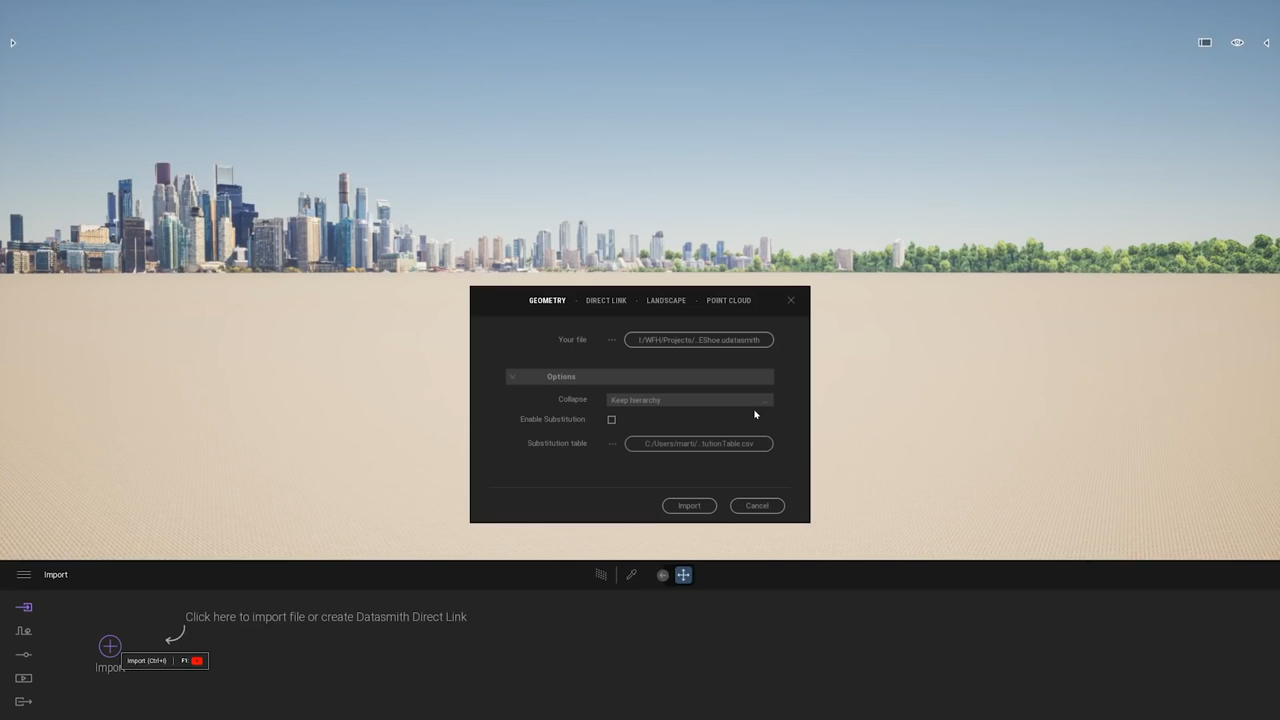 GEOMETRY · DIRECT LINK · LANDSCAPE · POINT CLOUD
Your file ... I:/WFH/Projects/...EShoe.udatasmith
Options
Collapse Keep hierarchy ...
Enable Substitution
Substitution table ... C:/Users/marti/...tutionTable.csv
Import Cancel
Import
Click here to import file or create Datasmith Direct Link
Import (Ctrl+I) | F1:
Import